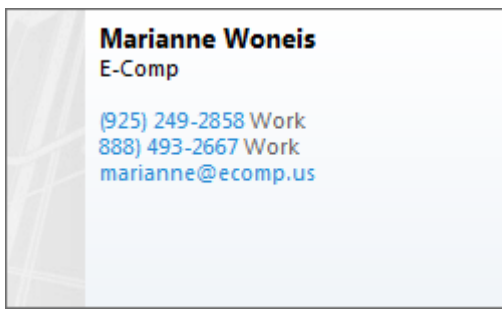 Marianne Woneis
E-Comp
(925) 249-2858 Work
888) 493-2667 Work
marianne@ecomp.us